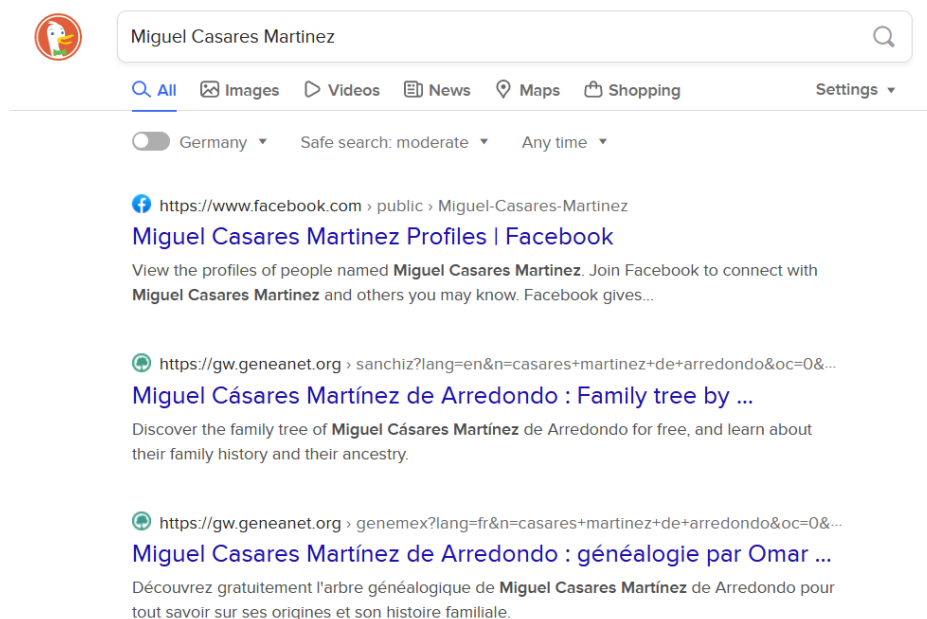 Miguel Casares Martinez
All Images Videos News Maps Shopping Settings
Germany Safe search: moderate Any time
https://www.facebook.com › public › Miguel-Casares-Martinez
Miguel Casares Martinez Profiles | Facebook
View the profiles of people named Miguel Casares Martinez. Join Facebook to connect with
Miguel Casares Martinez and others you may know. Facebook gives...
https://gw.geneanet.org › sanchiz?lang=en&n=casares+martinez+de+arredondo&oc=0&...
Miguel Cásares Martínez de Arredondo : Family tree by ...
Discover the family tree of Miguel Cásares Martínez de Arredondo for free, and learn about
their family history and their ancestry.
https://gw.geneanet.org › genemex?lang=fr&n=casares+martinez+de+arredondo&oc=0&...
Miguel Casares Martínez de Arredondo : généalogie par Omar ...
Découvrez gratuitement l'arbre généalogique de Miguel Casares Martínez de Arredondo pour
tout savoir sur ses origines et son histoire familiale.